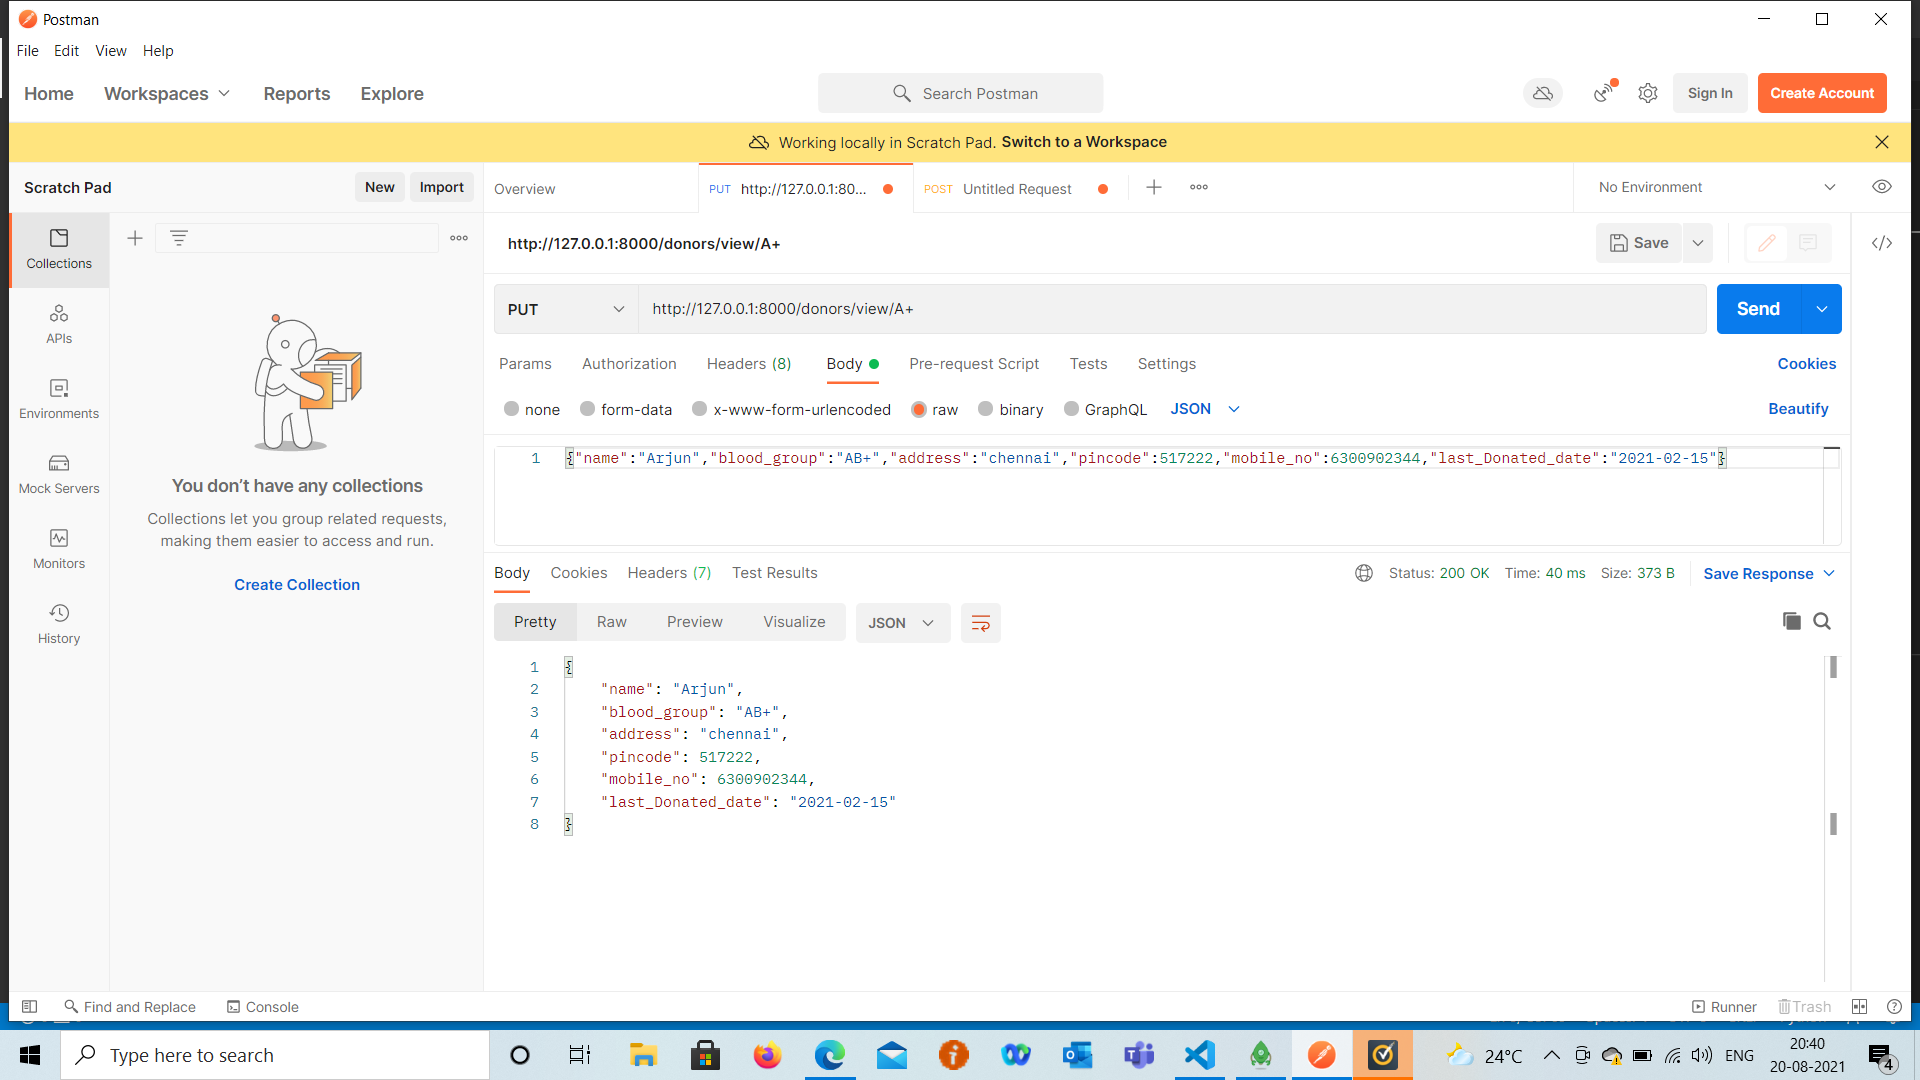 Postman
File Edit View Help
Home Workspaces Reports Explore
Search Postman
Sign In
Create Account
Working locally in Scratch Pad. Switch to a Workspace
Scratch Pad
New Import
Overview
PUT http://127.0.0.1:80...
POST Untitled Request
No Environment
Collections
APIs
Environments
Mock Servers
Monitors
History
You don't have any collections
Collections let you group related requests,
making them easier to access and run.
Create Collection
http://127.0.0.1:8000/donors/view/A+
Save
PUT http://127.0.0.1:8000/donors/view/A+
Send
Params Authorization Headers (8) Body Pre-request Script Tests Settings
Cookies
none form-data x-www-form-urlencoded raw binary GraphQL JSON
Beautify
1 {"name":"Arjun","blood_group":"AB+","address":"chennai","pincode":517222,"mobile_no":6300902344,"last_Donated_date":"2021-02-15"}
Body Cookies Headers (7) Test Results
Status: 200 OK Time: 40 ms Size: 373 B
Save Response
Pretty Raw Preview Visualize JSON
1 {
2 "name": "Arjun",
3 "blood_group": "AB+",
4 "address": "chennai",
5 "pincode": 517222,
6 "mobile_no": 6300902344,
7 "last_Donated_date": "2021-02-15"
8 }
Find and Replace Console
Runner Trash
Type here to search
24°C
ENG
20:40
20-08-2021
4